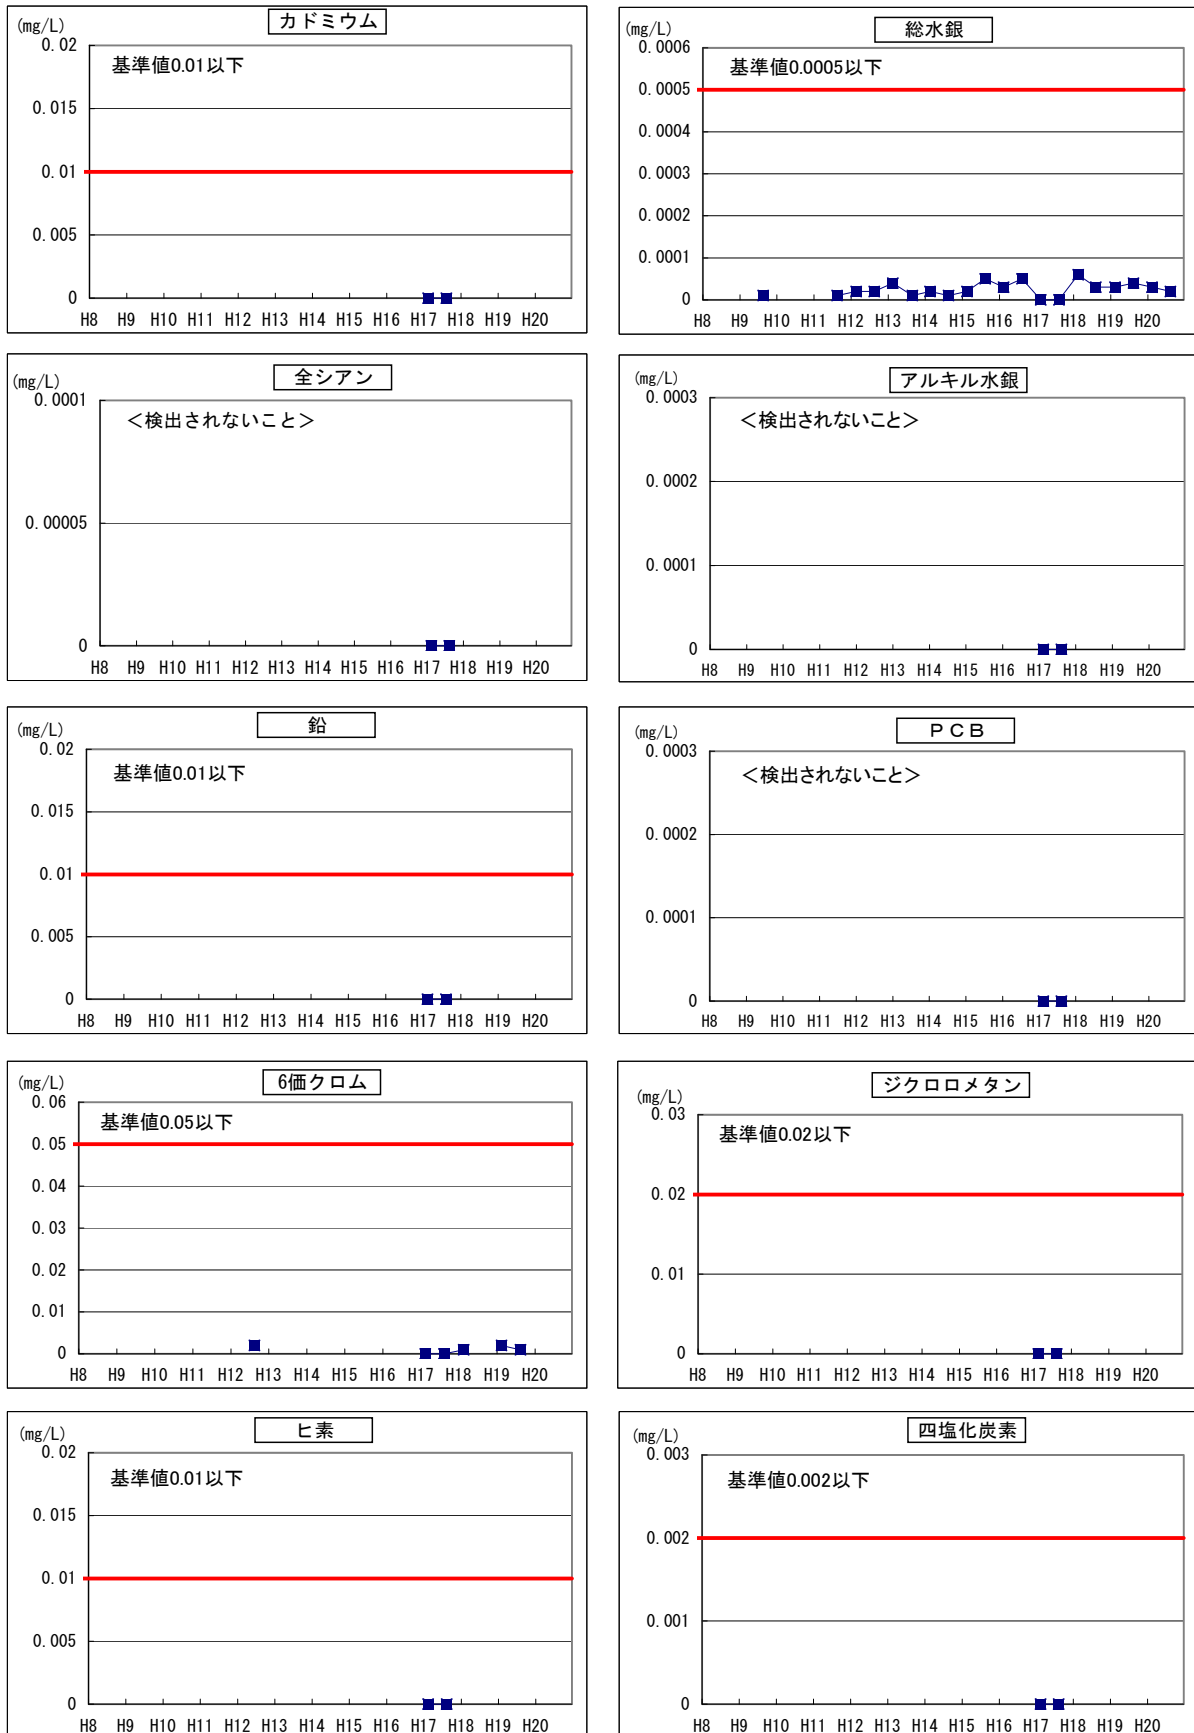 カドミウム
(mg/L)
0.02
基準値0.01以下
0.015
0.01
0.005
0
H8 H9 H10 H11 H12 H13 H14 H15 H16 H17 H18 H19 H20
総水銀
(mg/L)
0.0006
基準値0.0005以下
0.0005
0.0004
0.0003
0.0002
0.0001
0
H8 H9 H10 H11 H12 H13 H14 H15 H16 H17 H18 H19 H20
全シアン
(mg/L)
0.0001
＜検出されないこと＞
0.00005
0
H8 H9 H10 H11 H12 H13 H14 H15 H16 H17 H18 H19 H20
アルキル水銀
(mg/L)
0.0003
＜検出されないこと＞
0.0002
0.0001
0
H8 H9 H10 H11 H12 H13 H14 H15 H16 H17 H18 H19 H20
鉛
(mg/L)
0.02
基準値0.01以下
0.015
0.01
0.005
0
H8 H9 H10 H11 H12 H13 H14 H15 H16 H17 H18 H19 H20
ＰＣＢ
(mg/L)
0.0003
＜検出されないこと＞
0.0002
0.0001
0
H8 H9 H10 H11 H12 H13 H14 H15 H16 H17 H18 H19 H20
6価クロム
(mg/L)
0.06
基準値0.05以下
0.05
0.04
0.03
0.02
0.01
0
H8 H9 H10 H11 H12 H13 H14 H15 H16 H17 H18 H19 H20
ジクロロメタン
(mg/L)
0.03
基準値0.02以下
0.02
0.01
0
H8 H9 H10 H11 H12 H13 H14 H15 H16 H17 H18 H19 H20
ヒ素
(mg/L)
0.02
基準値0.01以下
0.015
0.01
0.005
0
H8 H9 H10 H11 H12 H13 H14 H15 H16 H17 H18 H19 H20
四塩化炭素
(mg/L)
0.003
基準値0.002以下
0.002
0.001
0
H8 H9 H10 H11 H12 H13 H14 H15 H16 H17 H18 H19 H20